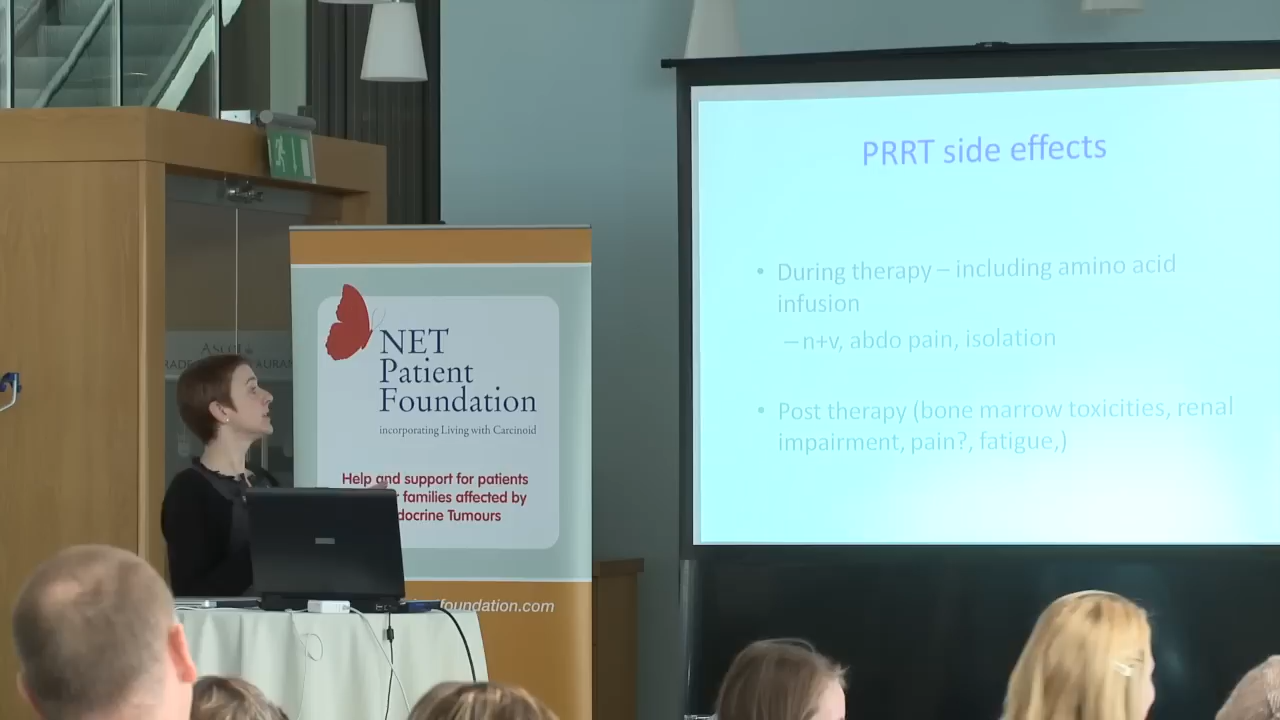 NET
Patient
Foundation
incorporating Living with Carcinoid
Help and support for patients
families affected by
docrine Tumours
foundation.com
PRRT side effects
• During therapy – including amino acid
infusion
– n+v, abdo pain, isolation
• Post therapy (bone marrow toxicities, renal
impairment, pain?, fatigue,)